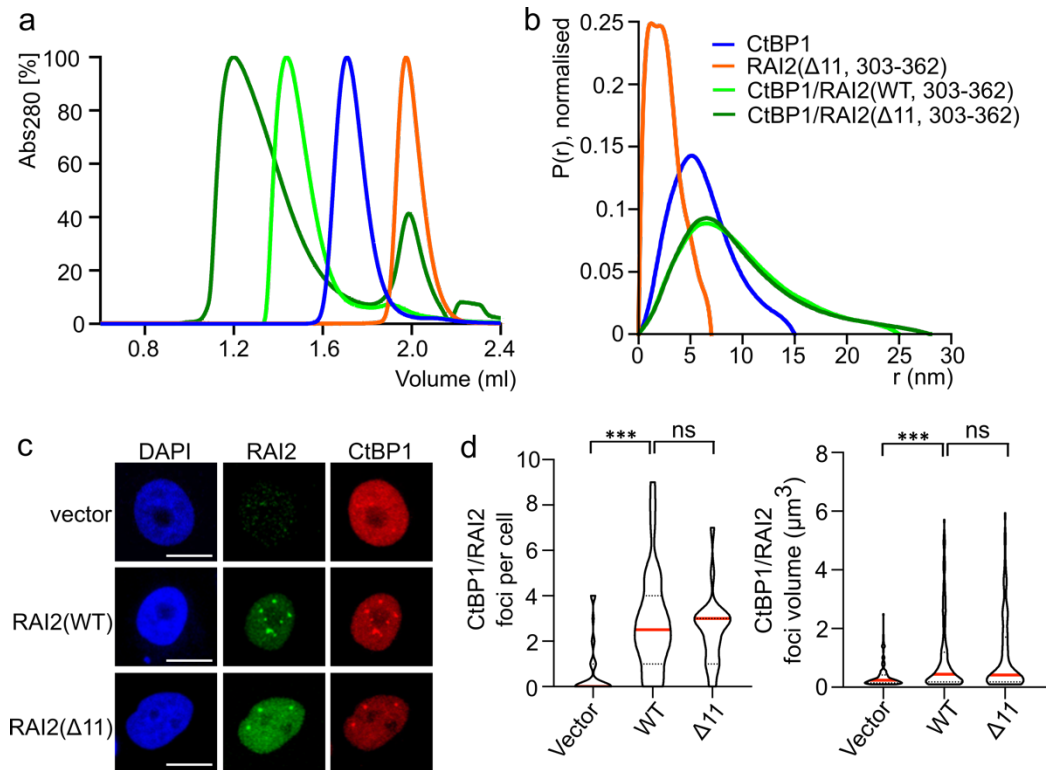 a
Abs280 [%]
100
80
60
40
20
0
0.8 1.2 1.6 2.0 2.4
Volume (ml)
b
P(r), normalised
0.25
0.20
0.15
0.10
0.05
0
0 5 10 15 20 25 30
r (nm)
CtBP1
RAI2(Δ11, 303-362)
CtBP1/RAI2(WT, 303-362)
CtBP1/RAI2(Δ11, 303-362)
c
DAPI RAI2 CtBP1
vector
RAI2(WT)
RAI2(Δ11)
d
CtBP1/RAI2
foci per cell
10
8
6
4
2
0
*** ns
Vector WT Δ11
CtBP1/RAI2
foci volume (µm³)
8
6
4
2
0
*** ns
Vector WT Δ11